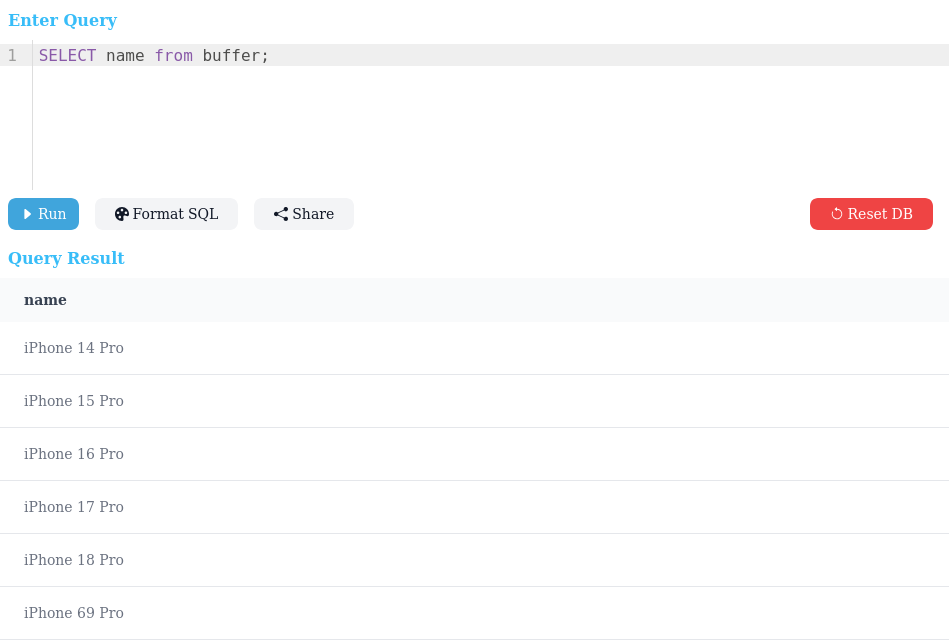 Enter Query
1 SELECT name from buffer;
Run Format SQL Share Reset DB
Query Result
name
iPhone 14 Pro
iPhone 15 Pro
iPhone 16 Pro
iPhone 17 Pro
iPhone 18 Pro
iPhone 69 Pro